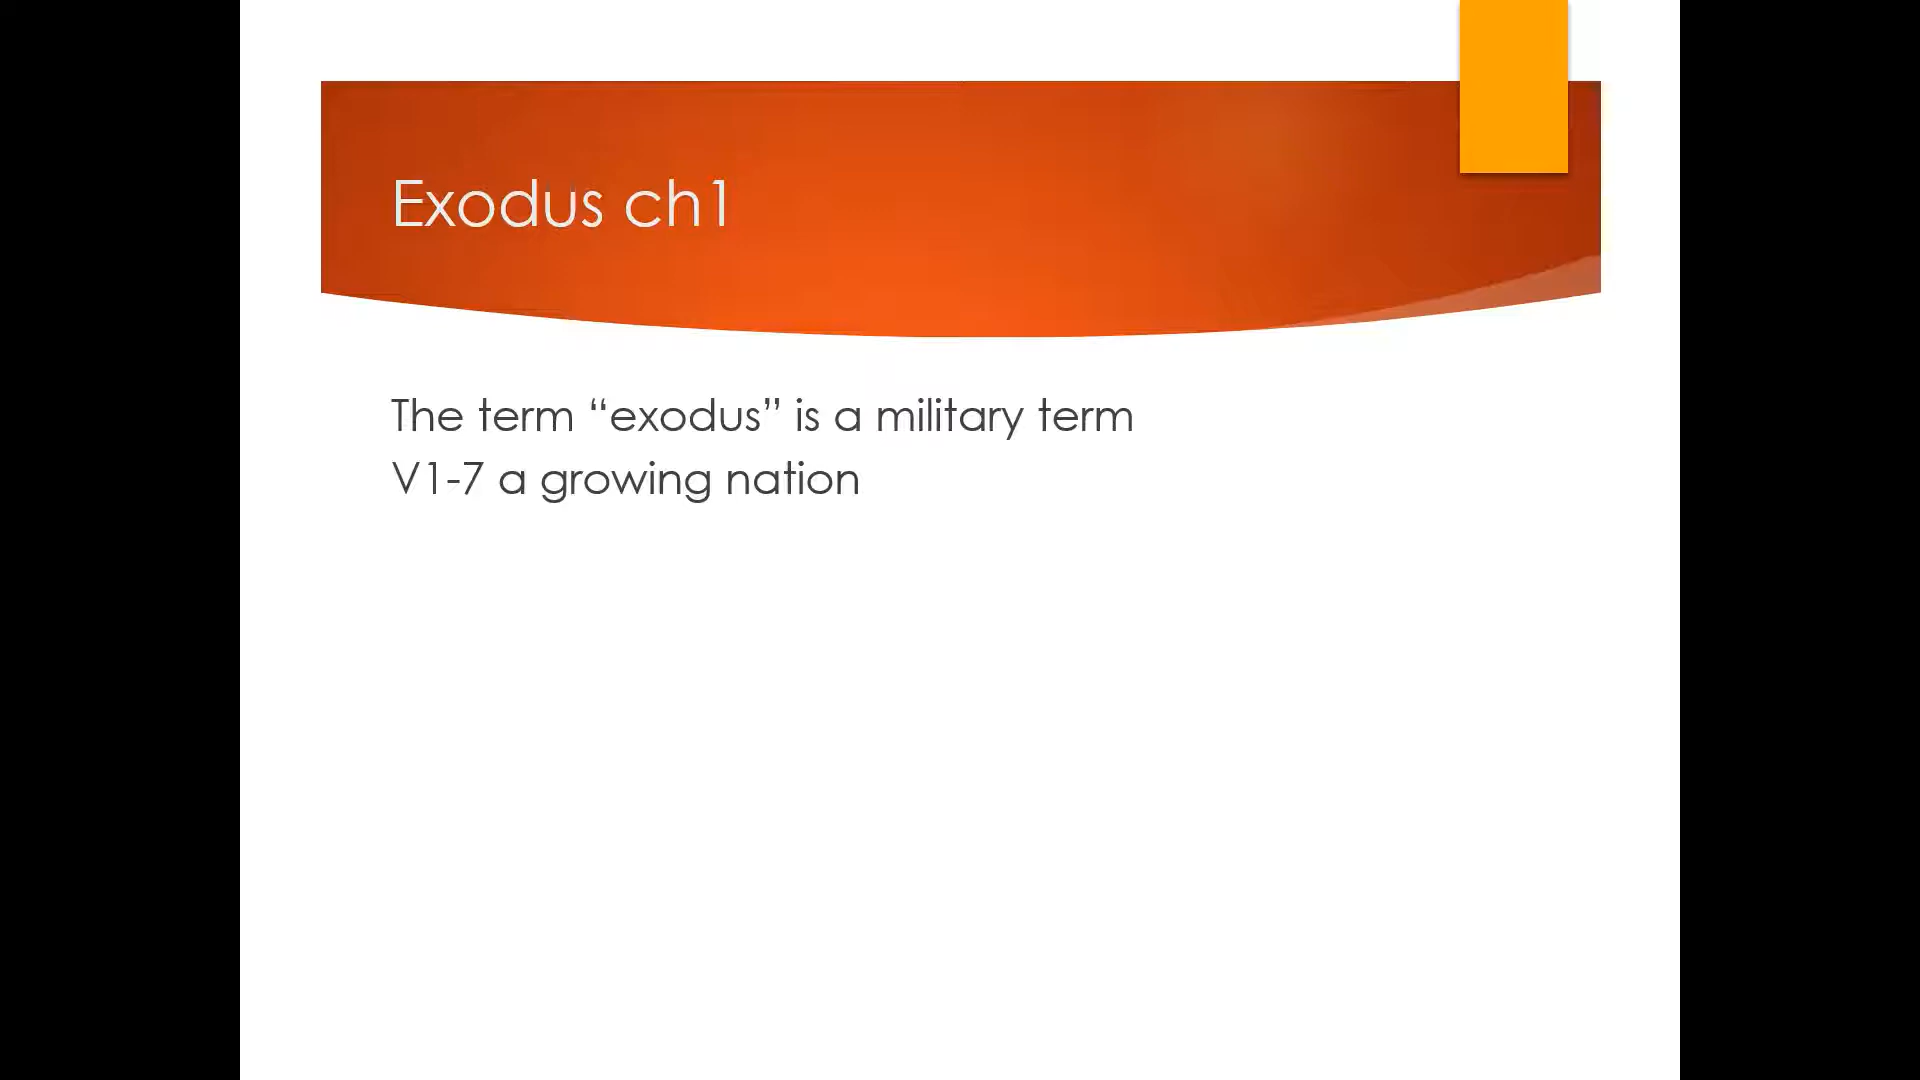 Exodus ch1
The term “exodus” is a military term
V1-7 a growing nation